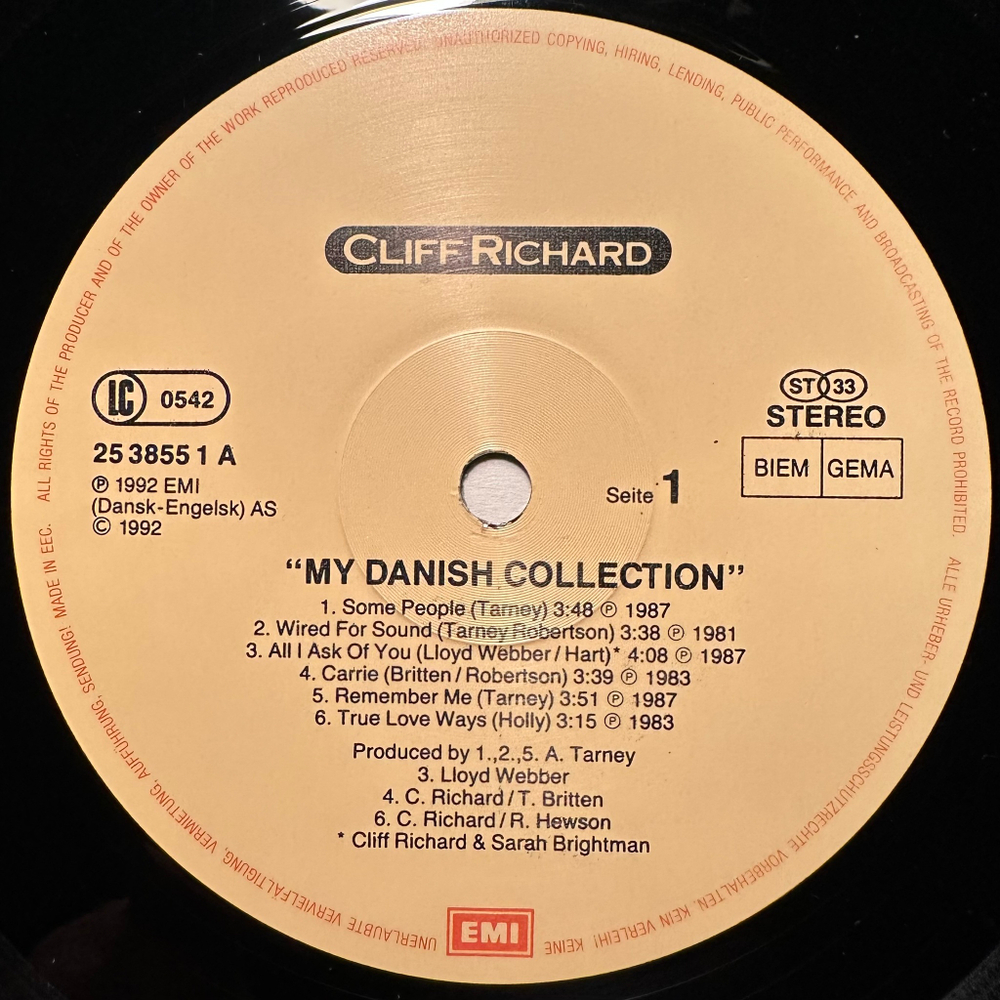 CLIFF RICHARD
LC 0542
25 3855 1 A
℗ 1992 EMI
(Dansk-Engelsk) AS
© 1992
ST 33
STEREO
BIEM GEMA
Seite 1
“MY DANISH COLLECTION”
1. Some People (Tarney) 3:48 ℗ 1987
2. Wired For Sound (Tarney Robertson) 3:38 ℗ 1981
3. All I Ask Of You (Lloyd Webber/Hart)* 4:08 ℗ 1987
4. Carrie (Britten/Robertson) 3:39 ℗ 1983
5. Remember Me (Tarney) 3:51 ℗ 1987
6. True Love Ways (Holly) 3:15 ℗ 1983
Produced by 1.,2.,5. A. Tarney
3. Lloyd Webber
4. C. Richard/T. Britten
6. C. Richard/R. Hewson
* Cliff Richard & Sarah Brightman
EMI
ALL RIGHTS OF THE PRODUCER AND OF THE OWNER OF THE WORK REPRODUCED RESERVED. UNAUTHORIZED COPYING, HIRING, LENDING, PUBLIC PERFORMANCE AND BROADCASTING OF THE RECORD PROHIBITED.
ALLE URHEBER- UND LEISTUNGSSCHUTZRECHTE VORBEHALTEN. KEIN VERLEIH! KEINE UNERLAUBTE VERVIELFÄLTIGUNG, VERMIETUNG, AUFFÜHRUNG, SENDUNG! MADE IN EEC.